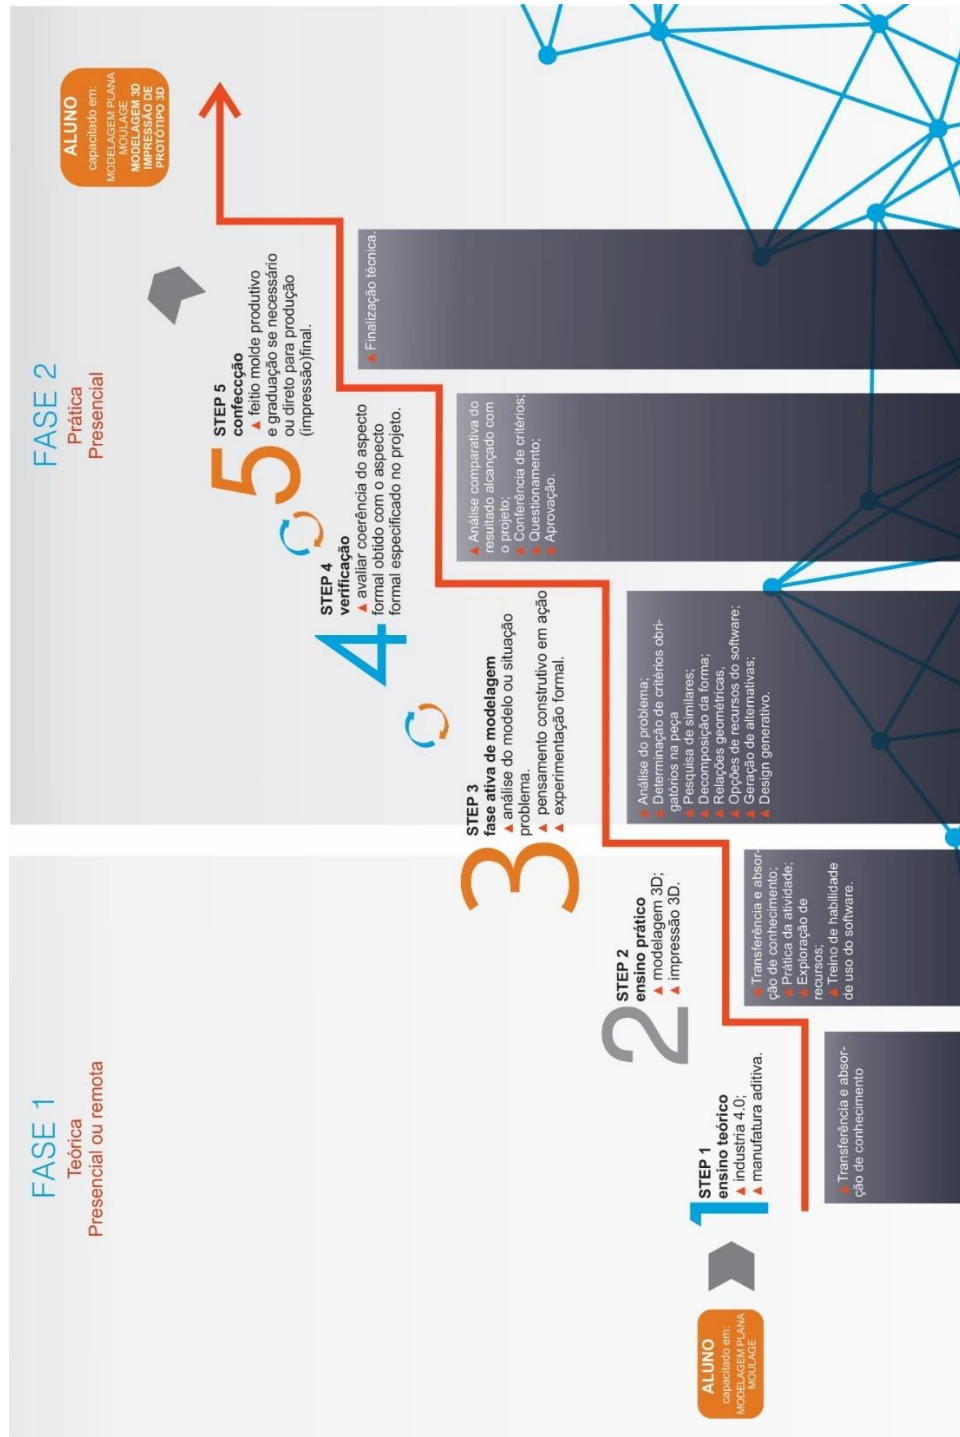 FASE 1
Teórica
Presencial ou remota
FASE 2
Prática
Presencial
ALUNO
capacitado em:
MODELAGEM PLANA
MOULAGE
1
STEP 1
ensino teórico
▲ industria 4.0;
▲ manufatura aditiva.
▲ Transferência e absor-
ção de conhecimento
2
STEP 2
ensino prático
▲ modelagem 3D;
▲ impressão 3D.
▲ Transferência e absor-
ção de conhecimento;
▲ Prática da atividade;
▲ Exploração de
recursos;
▲ Treino de habilidade
de uso do software.
3
STEP 3
fase ativa de modelagem
▲ análise do modelo ou situação
problema.
▲ pensamento construtivo em ação
▲ experimentação formal.
▲ Análise do problema;
▲ Determinação de critérios obri-
gatórios na peça
▲ Pesquisa de similares;
▲ Decomposição da forma;
▲ Relações geométricas,
▲ Opções de recursos do software;
▲ Geração de alternativas;
▲ Design generativo.
4
STEP 4
verificação
▲ avaliar coerência do aspecto
formal obtido com o aspecto
formal especificado no projeto.
▲ Análise comparativa do
resultado alcançado com
o projeto;
▲ Conferência de critérios;
▲ Questionamento;
▲ Aprovação.
5
STEP 5
confeccção
▲ feitio molde produtivo
e graduação se necessário
ou direto para produção
(impressão)final.
▲ Finalização técnica.
ALUNO
capacitado em:
MODELAGEM PLANA
MOULAGE
MODELAGEM 3D
IMPRESSÃO DE
PROTÓTIPO 3D